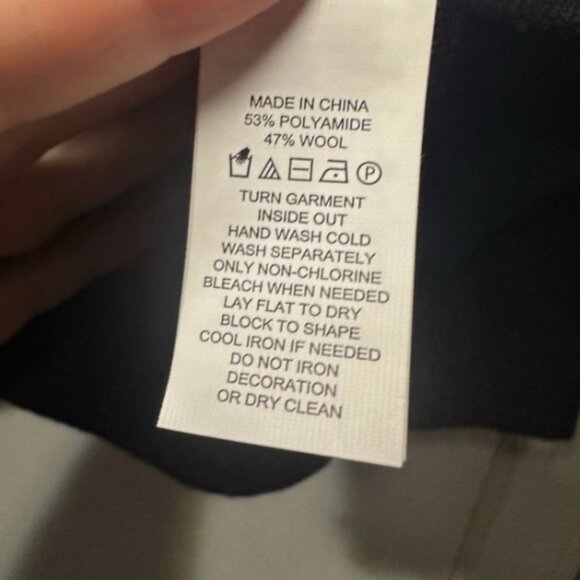 MADE IN CHINA
53% POLYAMIDE
47% WOOL
P
TURN GARMENT
INSIDE OUT
HAND WASH COLD
WASH SEPARATELY
ONLY NON-CHLORINE
BLEACH WHEN NEEDED
LAY FLAT TO DRY
BLOCK TO SHAPE
COOL IRON IF NEEDED
DO NOT IRON
DECORATION
OR DRY CLEAN